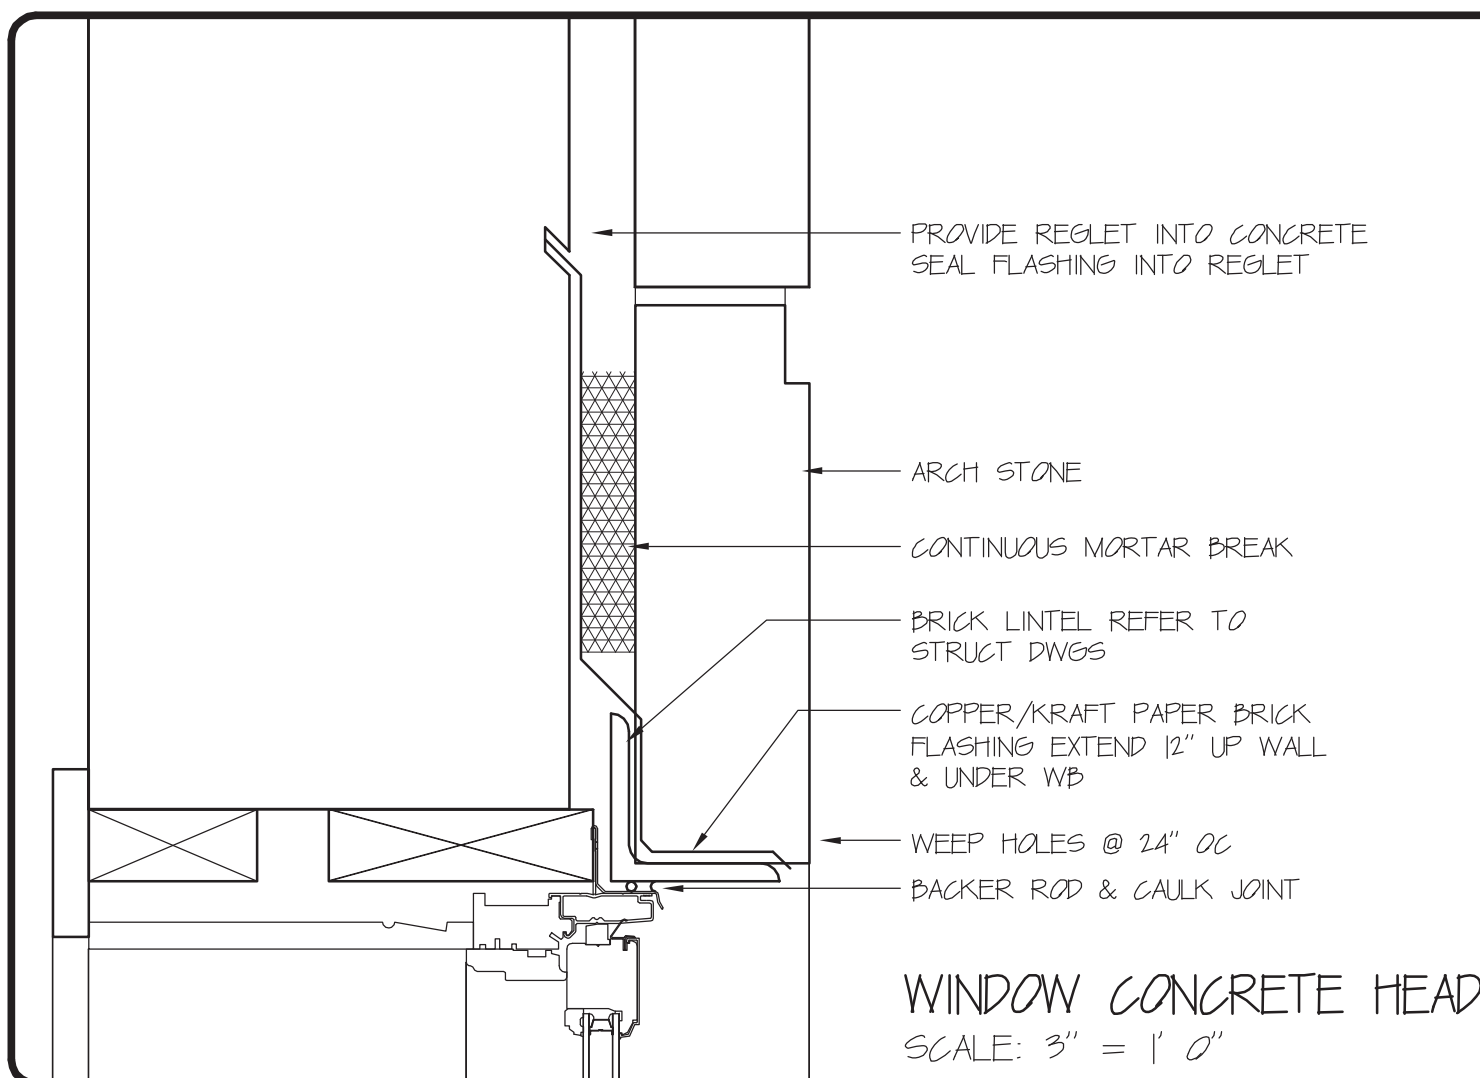 PROVIDE REGLET INTO CONCRETE
SEAL FLASHING INTO REGLET
ARCH STONE
CONTINUOUS MORTAR BREAK
BRICK LINTEL REFER TO
STRUCT DWGS
COPPER/KRAFT PAPER BRICK
FLASHING EXTEND 12" UP WALL
& UNDER WB
WEEP HOLES @ 24" OC
BACKER ROD & CAULK JOINT
WINDOW CONCRETE HEAD
SCALE: 3" = 1' 0"